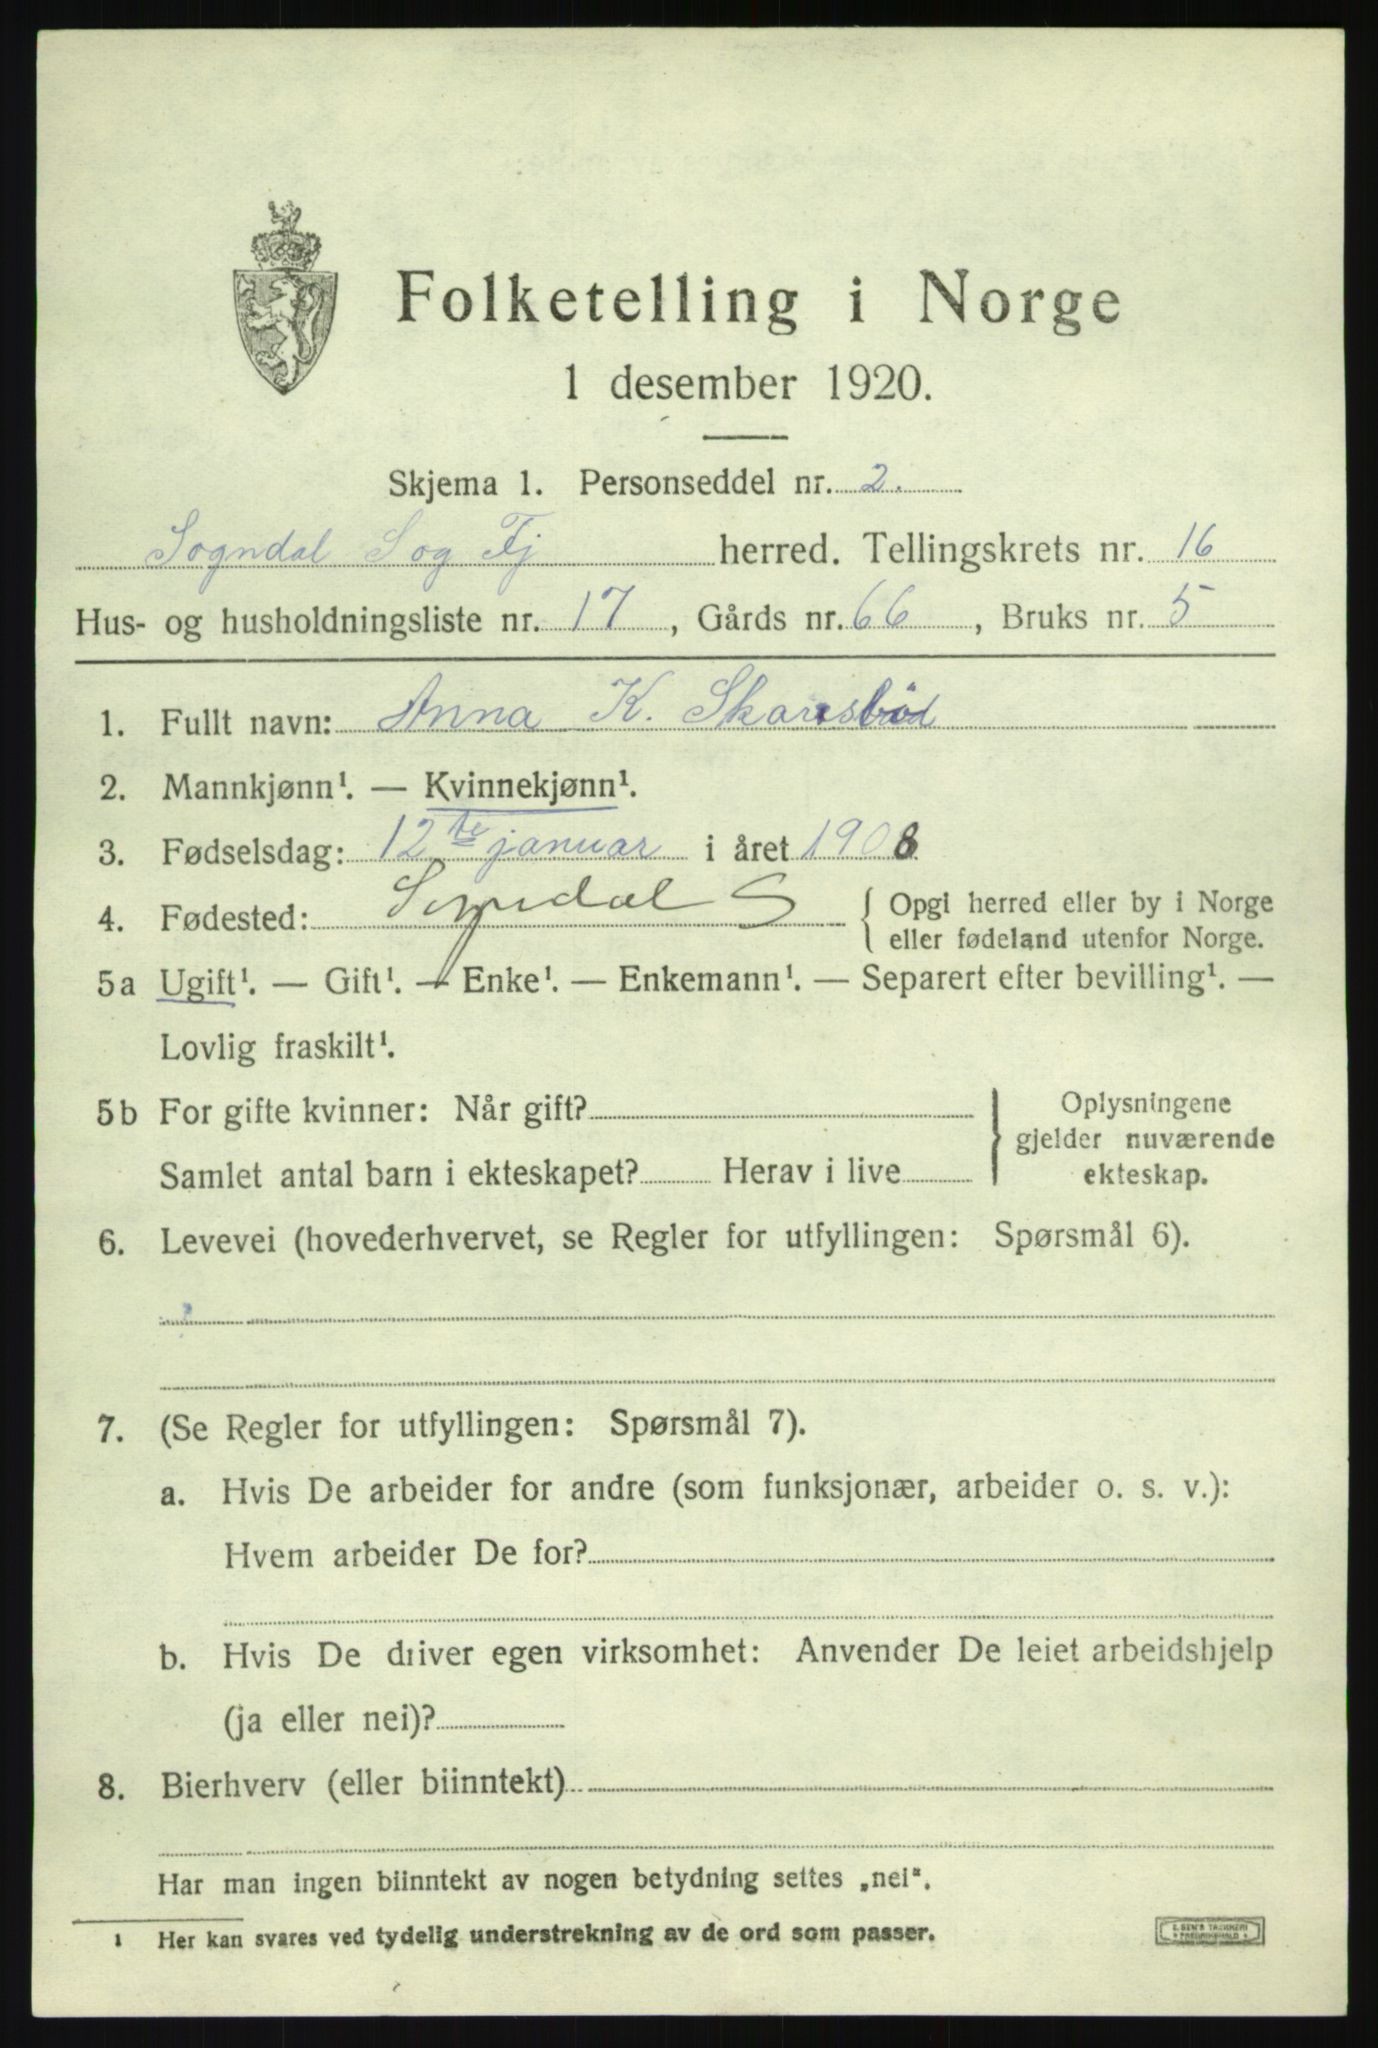 Folketelling i Norge
1 desember 1920.
Skjema 1. Personseddel nr. 2.
Sogndal Sog Fj herred. Tellingskrets nr. 16
Hus- og husholdningsliste nr. 17, Gårds nr. 66, Bruks nr. 5
1. Fullt navn: Anna K.
2. Mannkjønn¹. — Kvinnekjønn¹.
3. Fødselsdag: 12te januar i året 1908
4. Fødested: Sogndal S { Opgi herred eller by i Norge
eller fødeland utenfor Norge.
5a Ugift¹. — Gift¹. — Enke¹. — Enkemann¹. — Separert efter bevilling¹. —
Lovlig fraskilt¹.
5b For gifte kvinner: Når gift?
Samlet antal barn i ekteskapet? Herav i live
} Oplysningene
gjelder nuværende
ekteskap.
6. Levevei (hovederhvervet, se Regler for utfyllingen: Spørsmål 6).
7. (Se Regler for utfyllingen: Spørsmål 7).
a. Hvis De arbeider for andre (som funksjonær, arbeider o. s. v.):
Hvem arbeider De for?
b. Hvis De driver egen virksomhet: Anvender De leiet arbeidshjelp
(ja eller nei)?
8. Bierhverv (eller biinntekt)
Har man ingen biinntekt av nogen betydning settes „nei".
1 Her kan svares ved tydelig understrekning av de ord som passer.